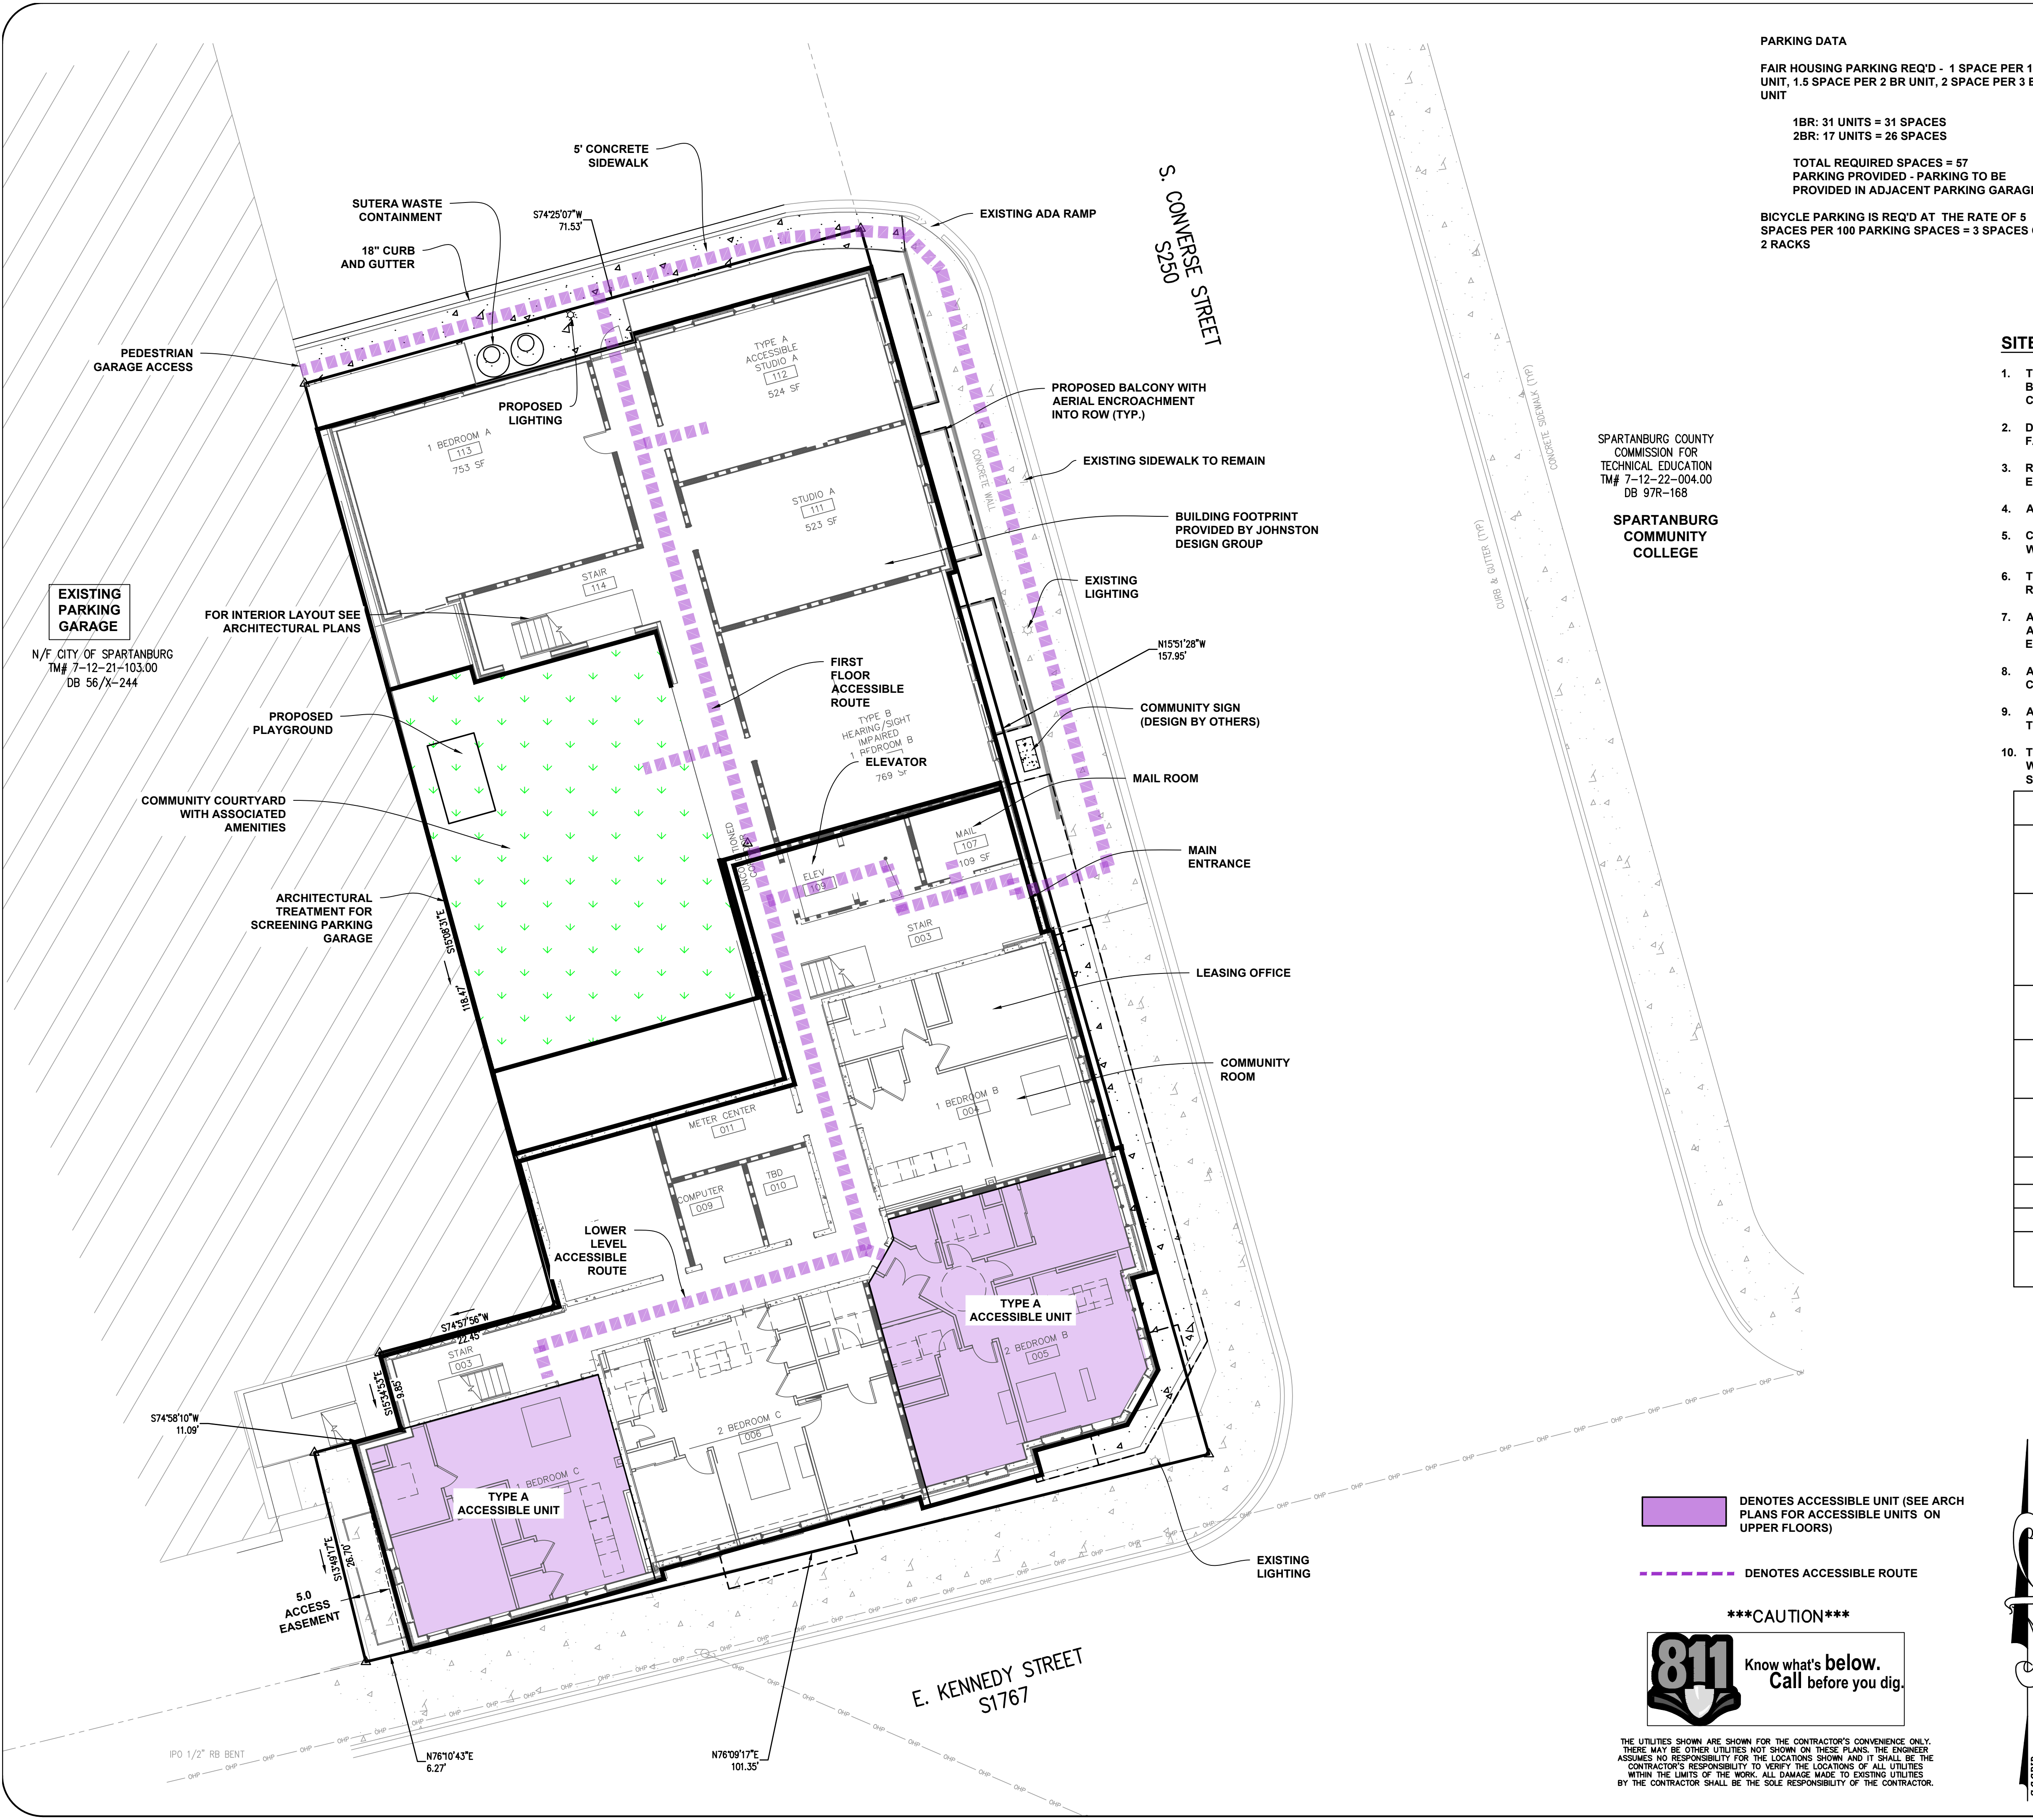 PARKING DATA
FAIR HOUSING PARKING REQ'D - 1 SPACE PER 1
UNIT, 1.5 SPACE PER 2 BR UNIT, 2 SPACE PER 3
UNIT
1BR: 31 UNITS = 31 SPACES
2BR: 17 UNITS = 26 SPACES
TOTAL REQUIRED SPACES = 57
PARKING PROVIDED - PARKING TO BE
PROVIDED IN ADJACENT PARKING GARAGE
BICYCLE PARKING IS REQ'D AT THE RATE OF 5
SPACES PER 100 PARKING SPACES = 3 SPACES
2 RACKS
5' CONCRETE
SIDEWALK
SUTERA WASTE
CONTAINMENT
S74°25'07"W
71.53'
18" CURB
AND GUTTER
EXISTING ADA RAMP
S. CONVERSE STREET
S250
PEDESTRIAN
GARAGE ACCESS
PROPOSED
LIGHTING
TYPE A
ACCESSIBLE
STUDIO A
112
524 SF
1 BEDROOM A
113
753 SF
PROPOSED BALCONY WITH
AERIAL ENCROACHMENT
INTO ROW (TYP.)
CONCRETE WALL
EXISTING SIDEWALK TO REMAIN
STUDIO A
111
523 SF
BUILDING FOOTPRINT
PROVIDED BY JOHNSTON
DESIGN GROUP
CONCRETE SIDEWALK (TYP)
CURB & GUTTER (TYP)
SPARTANBURG COUNTY
COMMISSION FOR
TECHNICAL EDUCATION
TM# 7-12-22-004.00
DB 97R-168
SPARTANBURG
COMMUNITY
COLLEGE
SITE
1.
2.
3.
4.
5.
6.
7.
8.
9.
10.
EXISTING
PARKING
GARAGE
N/F CITY OF SPARTANBURG
TM# 7-12-21-103.00
DB 56/X-244
STAIR
114
FOR INTERIOR LAYOUT SEE
ARCHITECTURAL PLANS
EXISTING
LIGHTING
N15°51'28"W
157.95'
FIRST
FLOOR
ACCESSIBLE
ROUTE
TYPE B
HEARING/SIGHT
IMPAIRED
1 BEDROOM B
769 SF
ELEVATOR
PROPOSED
PLAYGROUND
COMMUNITY SIGN
(DESIGN BY OTHERS)
MAIL ROOM
COMMUNITY COURTYARD
WITH ASSOCIATED
AMENITIES
MAIL
107
109 SF
MAIN
ENTRANCE
ELEV
109
ARCHITECTURAL
TREATMENT FOR
SCREENING PARKING
GARAGE
S15°08'31"E
118.47'
STAIR
003
LEASING OFFICE
COMMUNITY
ROOM
1 BEDROOM B
004
METER CENTER
011
TBD
010
COMPUTER
009
LOWER
LEVEL
ACCESSIBLE
ROUTE
TYPE A
ACCESSIBLE UNIT
2 BEDROOM B
005
S74°57'56"W
22.45'
STAIR
003
S15°34'53"E
9.85'
S74°58'10"W
11.09'
2 BEDROOM C
006
1 BEDROOM C
TYPE A
ACCESSIBLE UNIT
S13°49'17"E
26.70'
5.0
ACCESS
EASEMENT
EXISTING
LIGHTING
E. KENNEDY STREET
S1767
IPO 1/2" RB BENT
OHP
N76°10'43"E
6.27'
N76°09'17"E
101.35'
DENOTES ACCESSIBLE UNIT (SEE ARCH
PLANS FOR ACCESSIBLE UNITS ON
UPPER FLOORS)
DENOTES ACCESSIBLE ROUTE
***CAUTION***
811
Know what's below.
Call before you dig.
THE UTILITIES SHOWN ARE SHOWN FOR THE CONTRACTOR'S CONVENIENCE ONLY.
THERE MAY BE OTHER UTILITIES NOT SHOWN ON THESE PLANS. THE ENGINEER
ASSUMES NO RESPONSIBILITY FOR THE LOCATIONS SHOWN AND IT SHALL BE THE
CONTRACTOR'S RESPONSIBILITY TO VERIFY THE LOCATIONS OF ALL UTILITIES
WITHIN THE LIMITS OF THE WORK. ALL DAMAGE MADE TO EXISTING UTILITIES
BY THE CONTRACTOR SHALL BE THE SOLE RESPONSIBILITY OF THE CONTRACTOR.